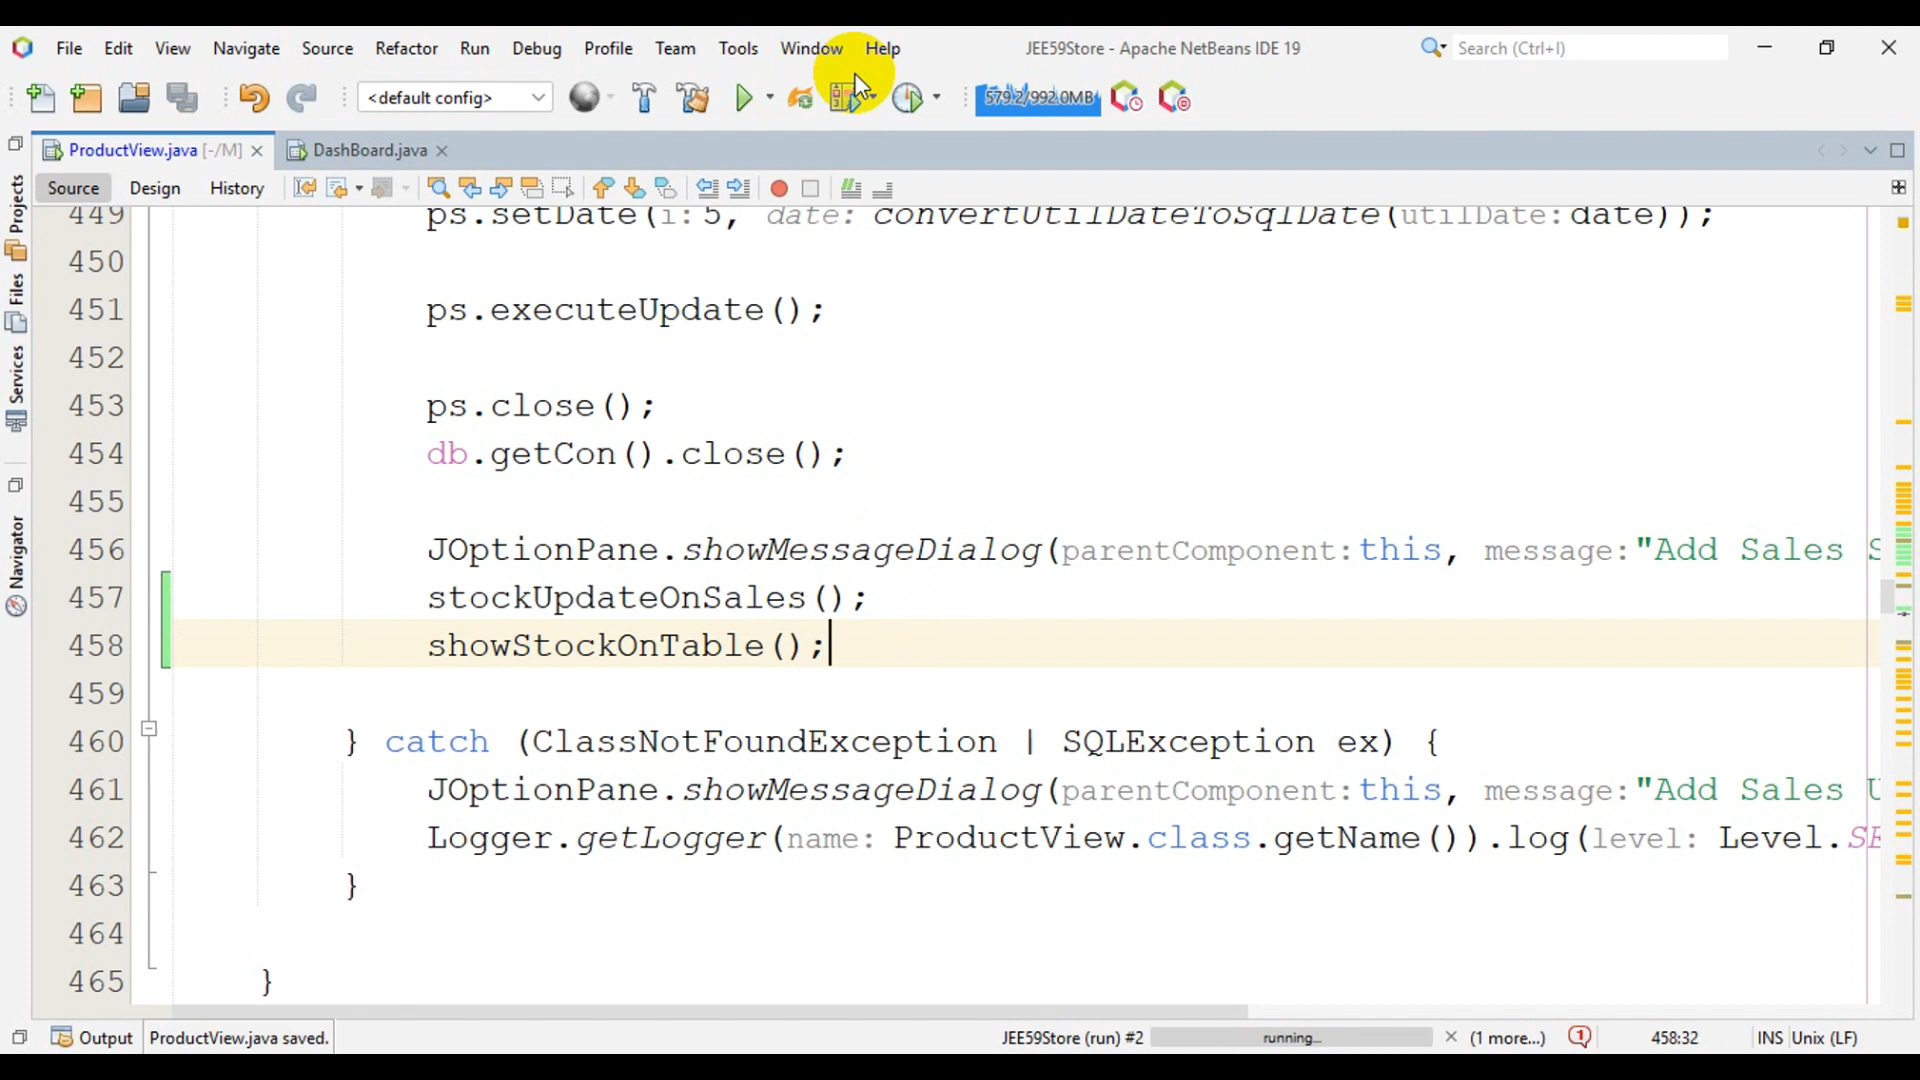 File Edit View Navigate Source Refactor Run Debug Profile Team Tools Window Help JEE59Store - Apache NetBeans IDE 19 Search (Ctrl+I)
<default config> 579.2/992.0MB
ProductView.java [-/M] DashBoard.java
Source Design History
Projects
Files
Services
Navigator
449 ps.setDate(i:5, date: convertUtilDateToSqlDate(utilDate:date));
450
451 ps.executeUpdate();
452
453 ps.close();
454 db.getCon().close();
455
456 JOptionPane.showMessageDialog(parentComponent:this, message:"Add Sales S
457 stockUpdateOnSales();
458 showStockOnTable();
459
460 } catch (ClassNotFoundException | SQLException ex) {
461 JOptionPane.showMessageDialog(parentComponent:this, message:"Add Sales U
462 Logger.getLogger(name: ProductView.class.getName()).log(level: Level.SE
463 }
464
465 }
Output ProductView.java saved. JEE59Store (run) #2 running... (1 more...) 458:32 INS Unix (LF)